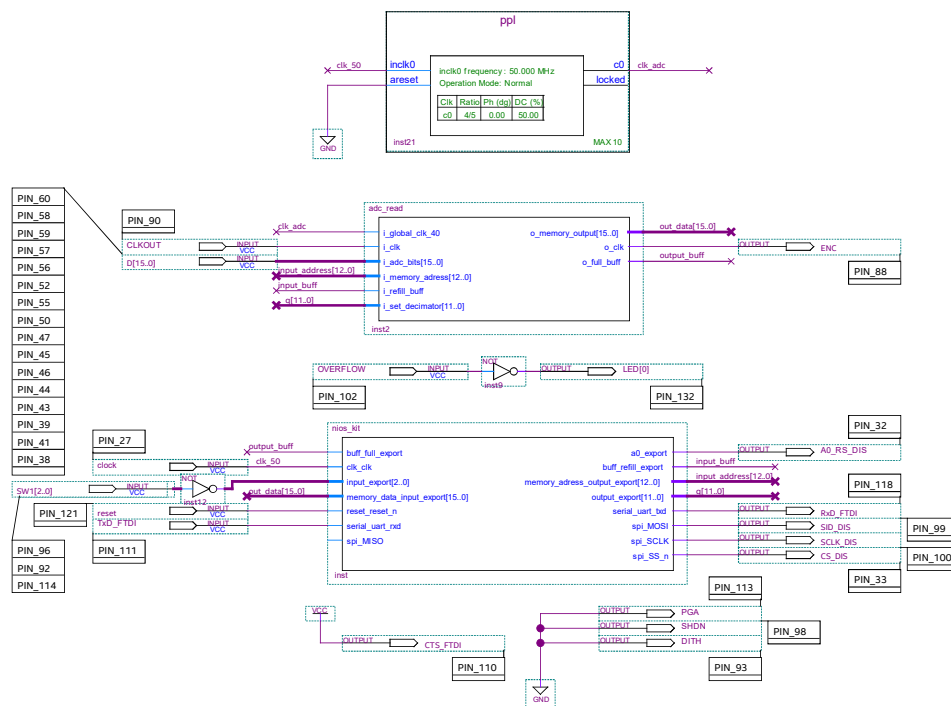 ppl
clk_50
inclk0
c0
clk_adc
areset
locked
inclk0 frequency: 50.000 MHz
Operation Mode: Normal
Clk Ratio Ph (dg) DC (%)
c0 4/5 0.00 50.00
GND
inst21
MAX 10
PIN_60
PIN_58
PIN_59
PIN_57
PIN_56
PIN_52
PIN_55
PIN_50
PIN_47
PIN_45
PIN_46
PIN_44
PIN_43
PIN_39
PIN_41
PIN_38
PIN_90
CLKOUT
INPUT
VCC
D[15..0]
INPUT
VCC
adc_read
clk_adc
i_global_clk_40
i_clk
i_adc_bits[15..0]
input_address[12..0]
i_memory_adress[12..0]
input_buff
i_refill_buff
q[11..0]
i_set_decimator[11..0]
o_memory_output[15..0]
out_data[15..0]
o_clk
OUTPUT
ENC
o_full_buff
output_buff
PIN_88
inst2
OVERFLOW
INPUT
VCC
NOT
inst9
OUTPUT
LED[0]
PIN_102
PIN_132
nios_kit
PIN_27
output_buff
buff_full_export
clock
INPUT
VCC
clk_50
clk_clk
SW1[2..0]
INPUT
VCC
NOT
inst12
input_export[2..0]
out_data[15..0]
memory_data_input_export[15..0]
PIN_121
reset
INPUT
VCC
reset_reset_n
TxD_FTDI
INPUT
VCC
serial_uart_rxd
PIN_111
spi_MISO
a0_export
OUTPUT
A0_RS_DIS
PIN_32
buff_refill_export
input_buff
memory_adress_output_export[12..0]
input_address[12..0]
output_export[11..0]
q[11..0]
PIN_118
serial_uart_txd
OUTPUT
RxD_FTDI
spi_MOSI
OUTPUT
SID_DIS
PIN_99
spi_SCLK
OUTPUT
SCLK_DIS
spi_SS_n
OUTPUT
CS_DIS
PIN_100
PIN_33
inst
PIN_96
PIN_92
PIN_114
VCC
OUTPUT
CTS_FTDI
PIN_110
PIN_113
OUTPUT
PGA
OUTPUT
SHDN
PIN_98
OUTPUT
DITH
PIN_93
GND